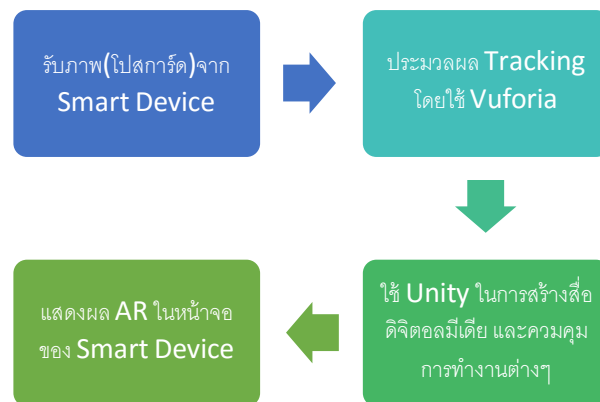 รับภาพ(โปสการ์ด)จาก
Smart Device
ประมวลผล Tracking
โดยใช้ Vuforia
ใช้ Unity ในการสร้างสื่อ
ดิจิตอลมีเดีย และควมคุม
การทำงานต่างๆ
แสดงผล AR ในหน้าจอ
ของ Smart Device